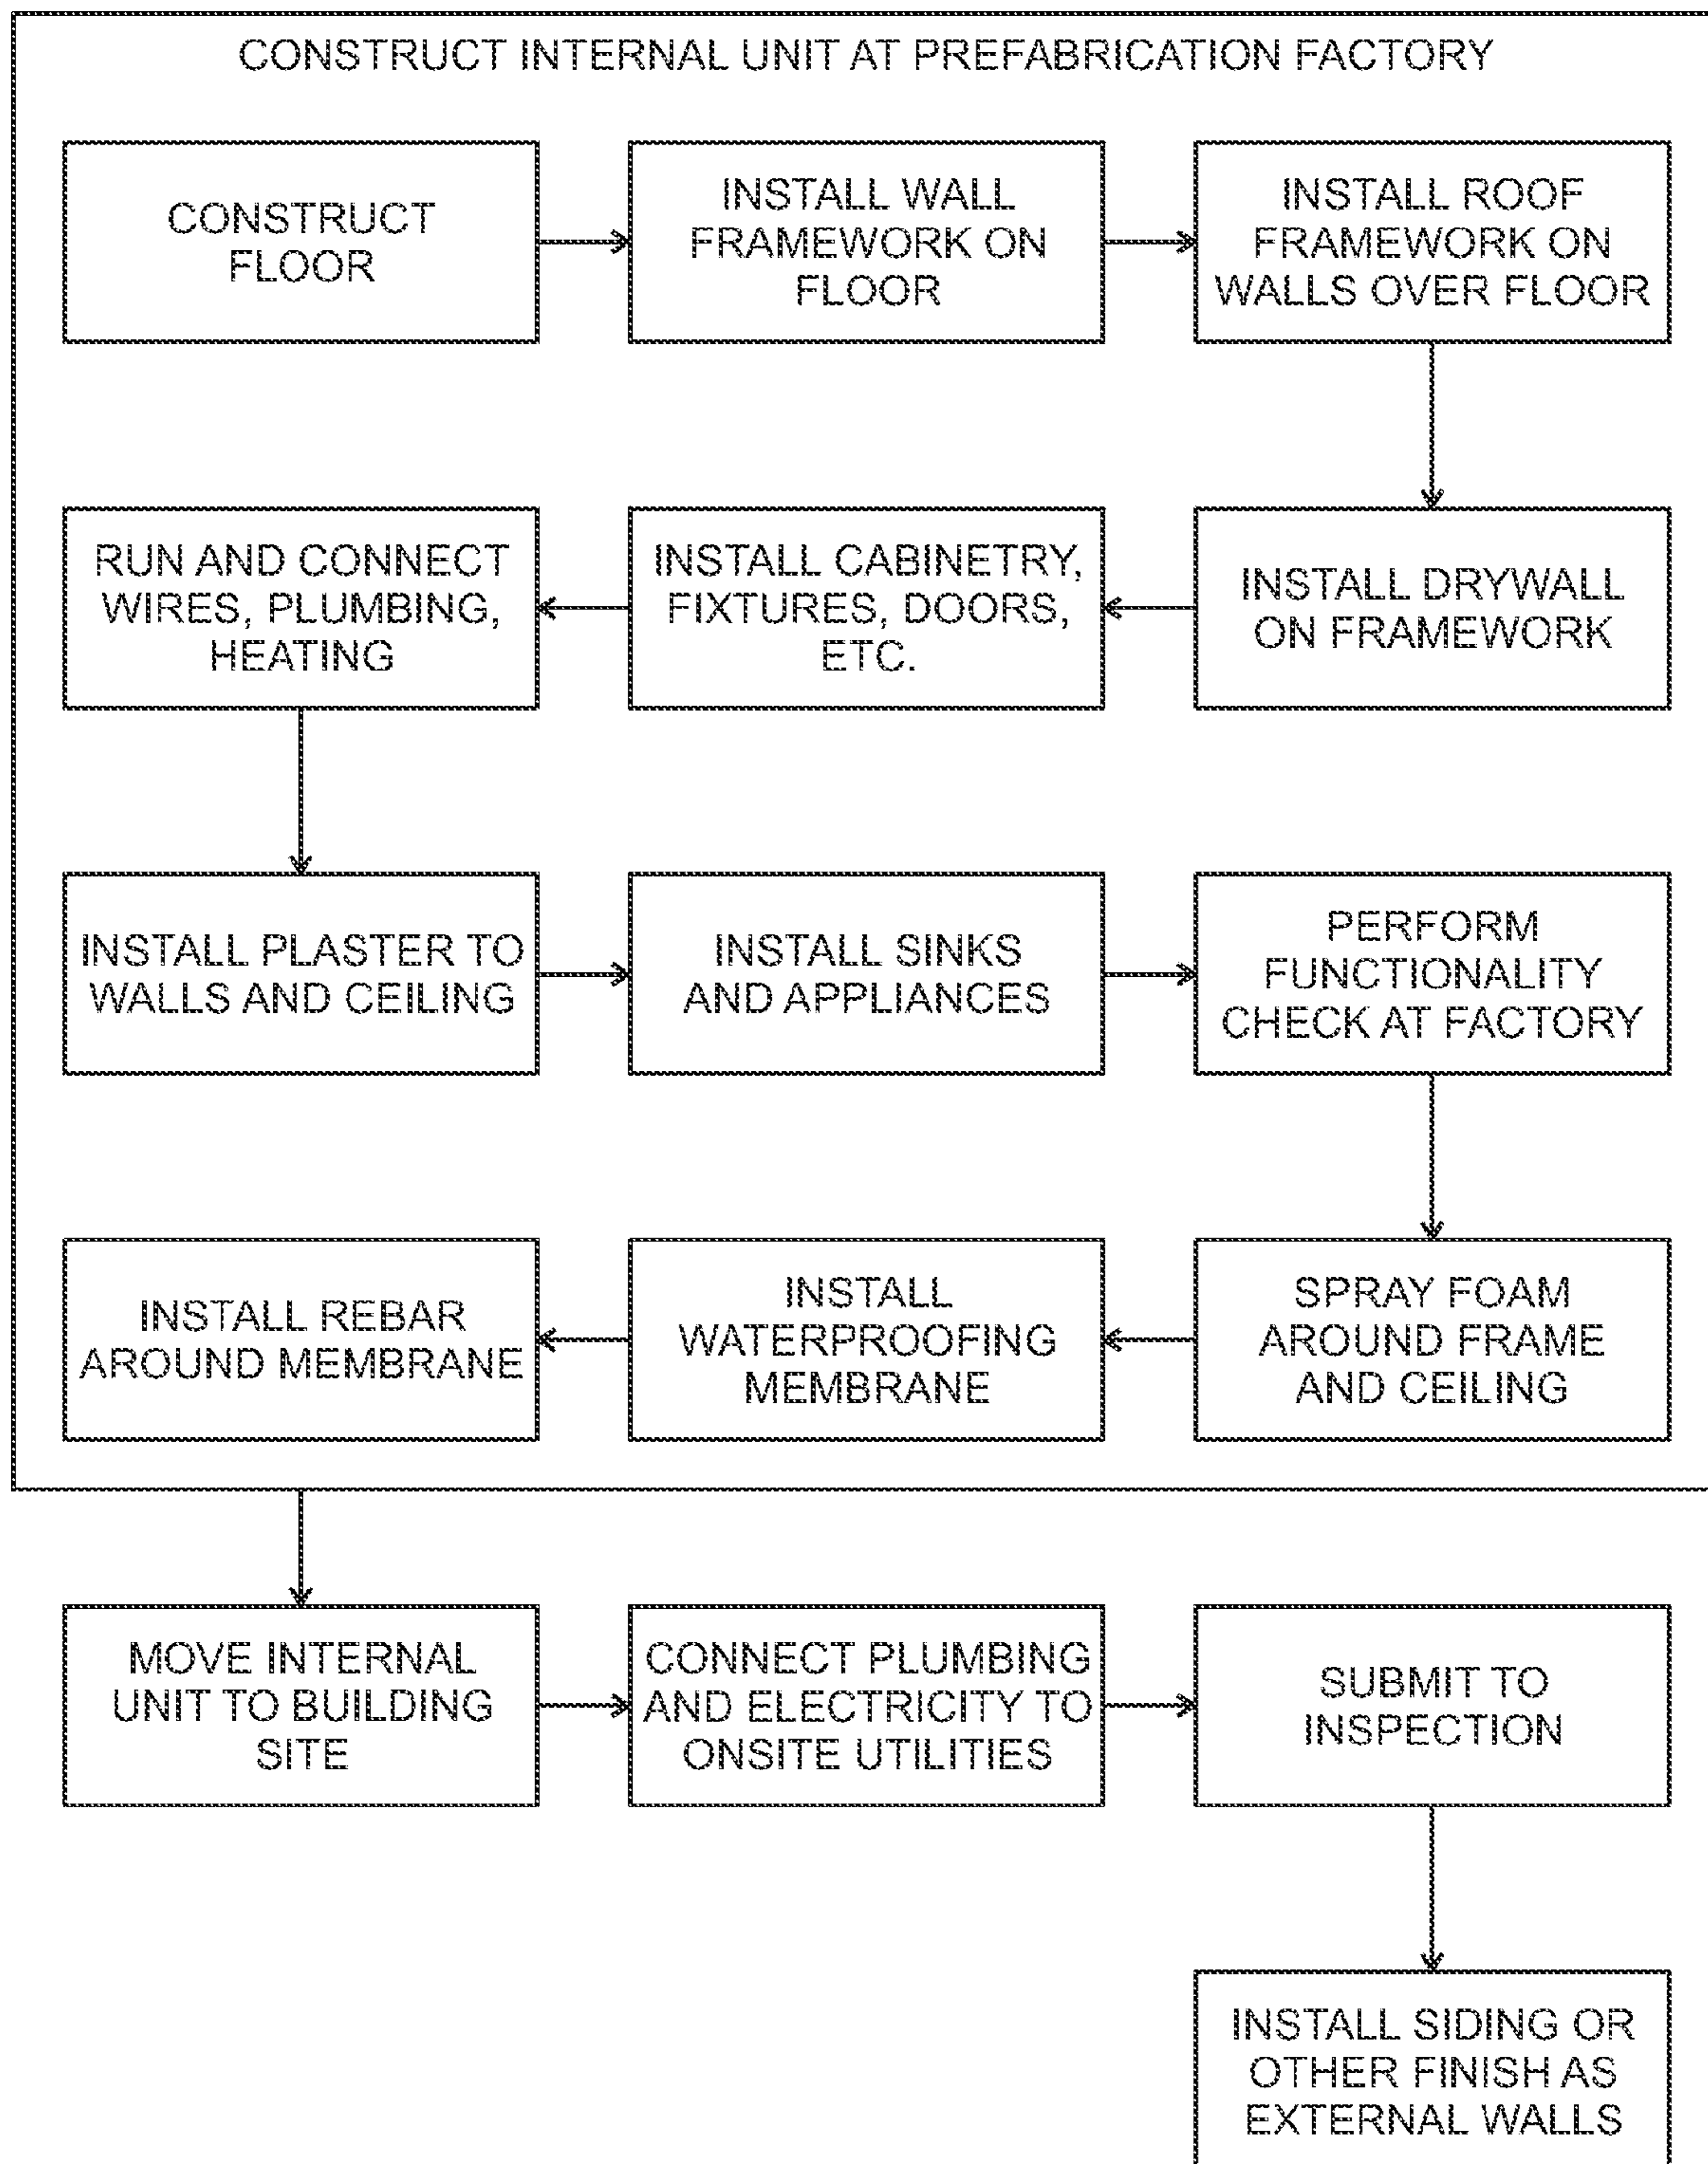 CONSTRUCT INTERNAL UNIT AT PREFABRICATION FACTORY
CONSTRUCT
FLOOR
INSTALL WALL
FRAMEWORK ON
FLOOR
INSTALL ROOF
FRAMEWORK ON
WALLS OVER FLOOR
INSTALL DRYWALL
ON FRAMEWORK
INSTALL CABINETRY,
FIXTURES, DOORS,
ETC.
RUN AND CONNECT
WIRES, PLUMBING,
HEATING
INSTALL PLASTER TO
WALLS AND CEILING
INSTALL SINKS
AND APPLIANCES
PERFORM
FUNCTIONALITY
CHECK AT FACTORY
SPRAY FOAM
AROUND FRAME
AND CEILING
INSTALL
WATERPROOFING
MEMBRANE
INSTALL REBAR
AROUND MEMBRANE
MOVE INTERNAL
UNIT TO BUILDING
SITE
CONNECT PLUMBING
AND ELECTRICITY TO
ONSITE UTILITIES
SUBMIT TO
INSPECTION
INSTALL SIDING OR
OTHER FINISH AS
EXTERNAL WALLS